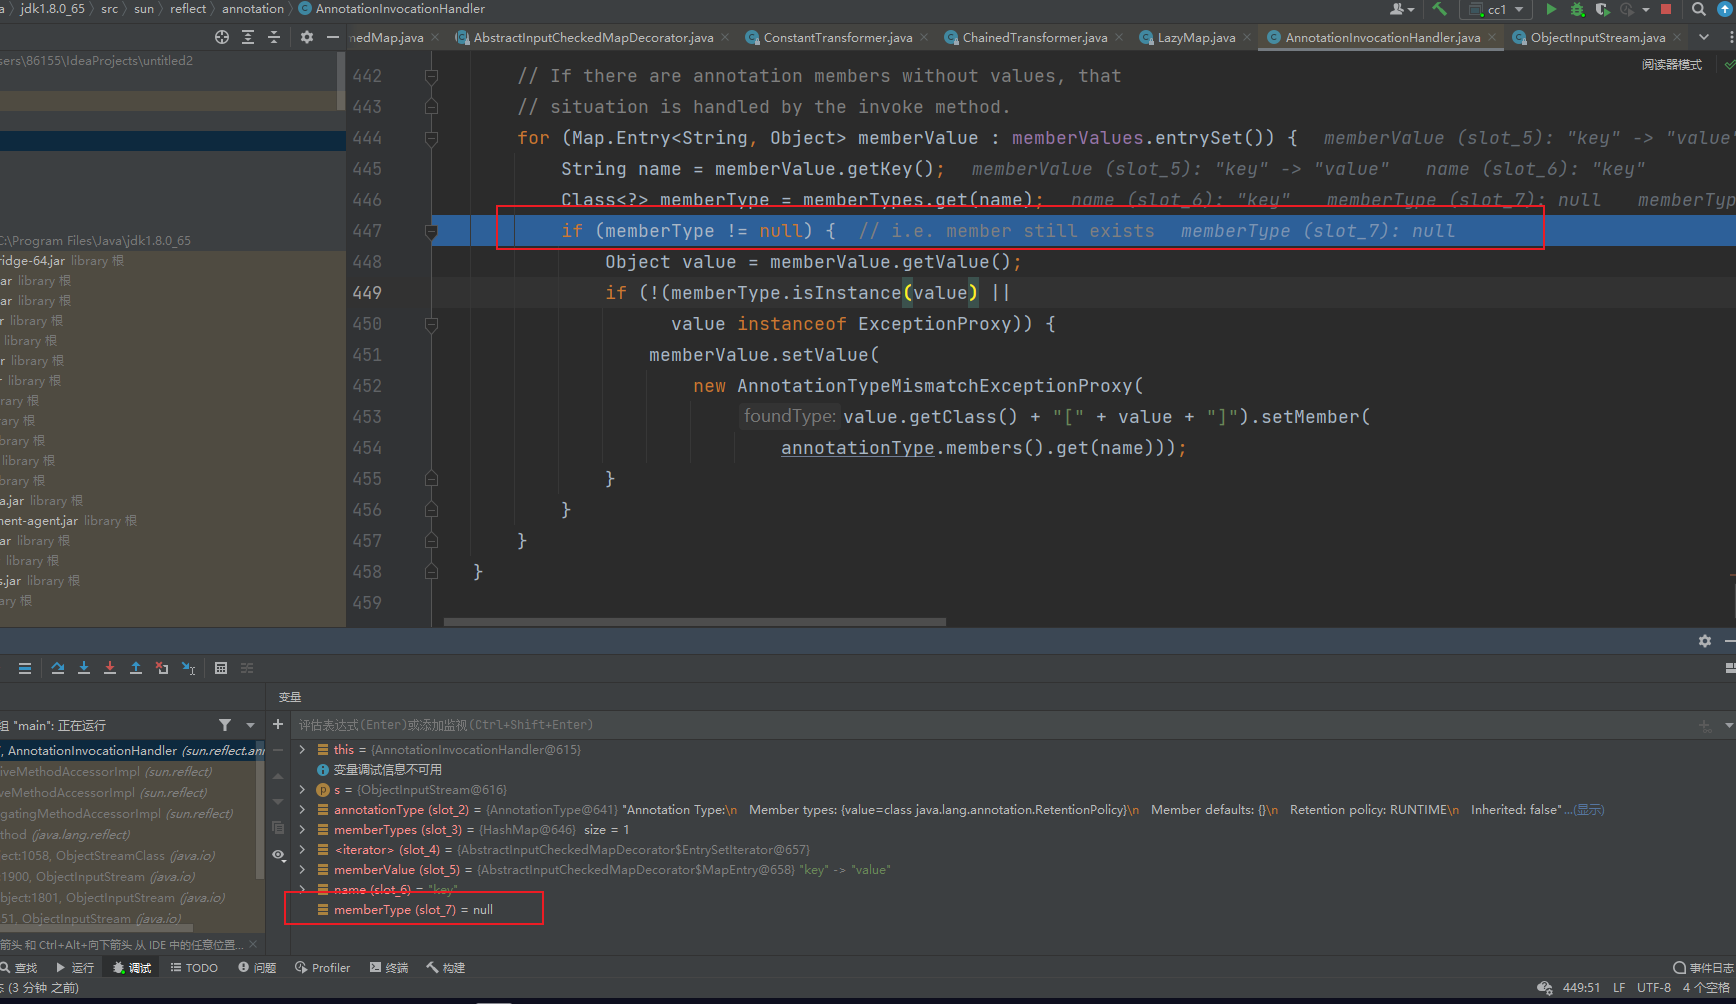 jdk1.8.0_65 src sun reflect annotation AnnotationInvocationHandler
cc1
nedMap.java AbstractInputCheckedMapDecorator.java ConstantTransformer.java ChainedTransformer.java LazyMap.java AnnotationInvocationHandler.java ObjectInputStream.java
sers\86155\IdeaProjects\untitled2
阅读器模式
442 // If there are annotation members without values, that
443 // situation is handled by the invoke method.
444 for (Map.Entry<String, Object> memberValue : memberValues.entrySet()) { memberValue (slot_5): "key" -> "value"
445 String name = memberValue.getKey(); memberValue (slot_5): "key" -> "value" name (slot_6): "key"
446 Class<?> memberType = memberTypes.get(name); name (slot_6): "key" memberType (slot_7): null memberTyp
447 if (memberType != null) { // i.e. member still exists memberType (slot_7): null
448 Object value = memberValue.getValue();
449 if (!(memberType.isInstance(value) ||
450 value instanceof ExceptionProxy)) {
451 memberValue.setValue(
452 new AnnotationTypeMismatchExceptionProxy(
453 foundType: value.getClass() + "[" + value + "]").setMember(
454 annotationType.members().get(name)));
455 }
456 }
457 }
458 }
459
C:\Program Files\Java\jdk1.8.0_65
ridge-64.jar library 根
ar library 根
ar library 根
r library 根
library 根
r library 根
r library 根
rary 根
ary 根
brary 根
library 根
brary 根
a.jar library 根
nent-agent.jar library 根
ar library 根
library 根
s.jar library 根
ary 根
变量
组 "main": 正在运行
评估表达式(Enter)或添加监视(Ctrl+Shift+Enter)
, AnnotationInvocationHandler (sun.reflect.ann
iveMethodAccessorImpl (sun.reflect)
veMethodAccessorImpl (sun.reflect)
gatingMethodAccessorImpl (sun.reflect)
thod (java.lang.reflect)
ect:1058, ObjectStreamClass (java.io)
:1900, ObjectInputStream (java.io)
bject:1801, ObjectInputStream (java.io)
51, ObjectInputStream (java.io)
箭头 和 Ctrl+Alt+向下箭头 从 IDE 中的任意位置...
this = {AnnotationInvocationHandler@615}
变量调试信息不可用
s = {ObjectInputStream@616}
annotationType (slot_2) = {AnnotationType@641} "Annotation Type:\n Member types: {value=class java.lang.annotation.RetentionPolicy}\n Member defaults: {}\n Retention policy: RUNTIME\n Inherited: false" ...(显示)
memberTypes (slot_3) = {HashMap@646} size = 1
<iterator> (slot_4) = {AbstractInputCheckedMapDecorator$EntrySetIterator@657}
memberValue (slot_5) = {AbstractInputCheckedMapDecorator$MapEntry@658} "key" -> "value"
name (slot_6) = "key"
memberType (slot_7) = null
查找 运行 调试 TODO 问题 Profiler 终端 构建 事件日志
(3 分钟 之前) 449:51 LF UTF-8 4 个空格